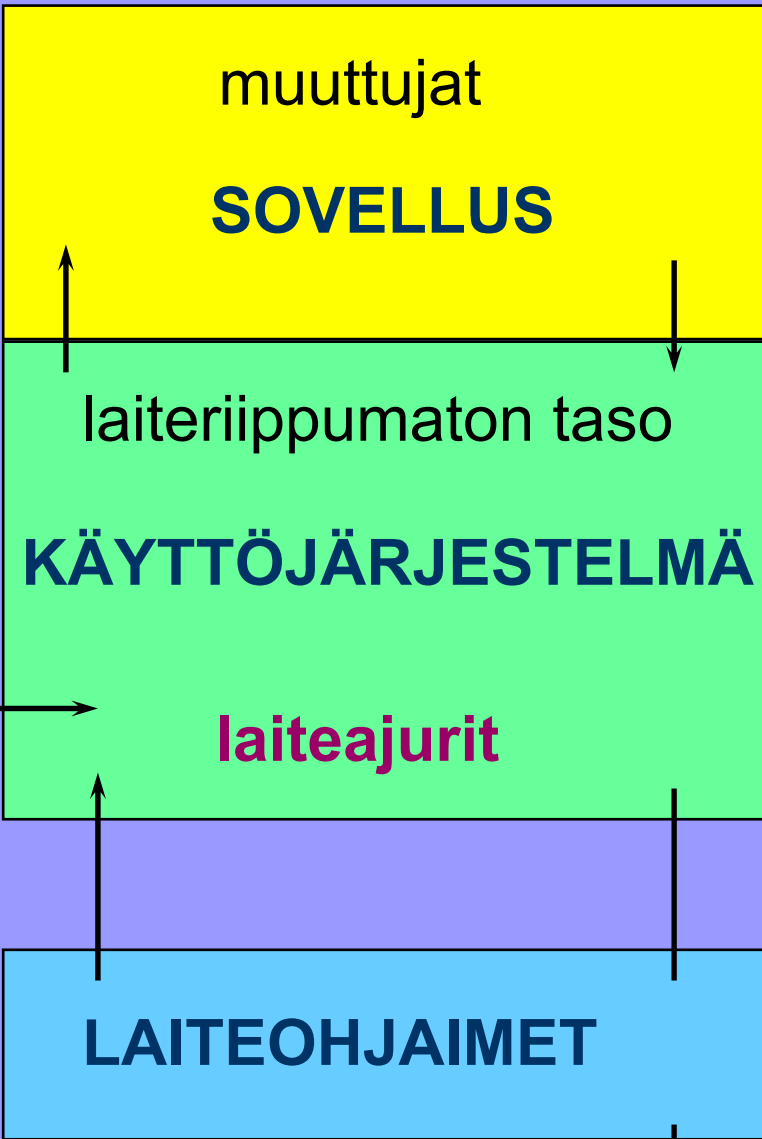 muuttujat
SOVELLUS
laiteriippumaton taso
KÄYTTÖJÄRJESTELMÄ
laiteajurit
LAITEOHJAIMET